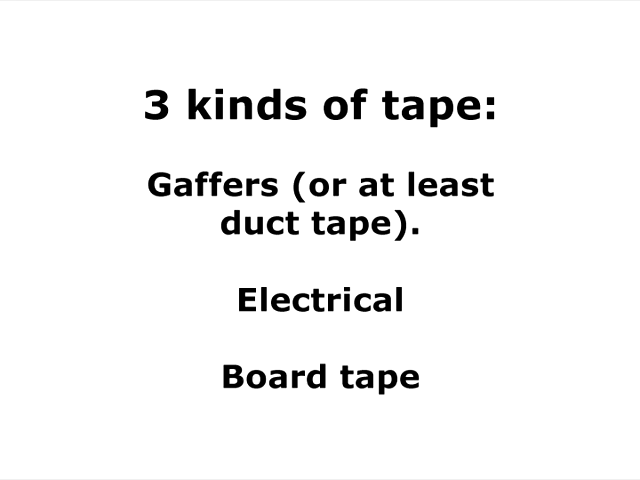 3 kinds of tape:
Gaffers (or at least
duct tape).
Electrical
Board tape